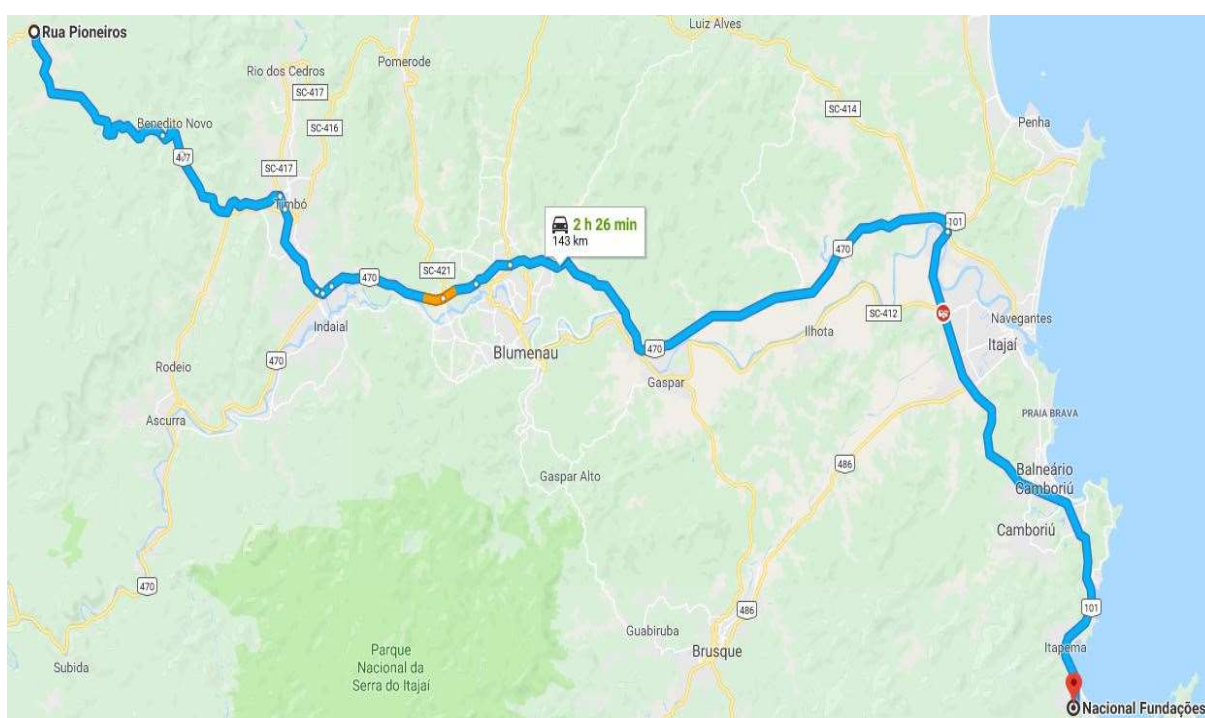 Rua Pioneiros
Luiz Alves
Pomerode
Rio dos Cedros
SC-417
SC-414
SC-416
Penha
Benedito Novo
477
SC-417
Timbó
2 h 26 min
143 km
101
470
SC-421
470
Indaial
SC-412
Navegantes
Ilhota
Itajaí
470
Blumenau
470
Gaspar
Rodeio
Ascurra
PRAIA BRAVA
486
Gaspar Alto
Balneário
Camboriú
Camboriú
470
101
486
Guabiruba
Brusque
Itapema
Parque
Nacional da
Serra do Itajaí
Subida
Nacional Fundações